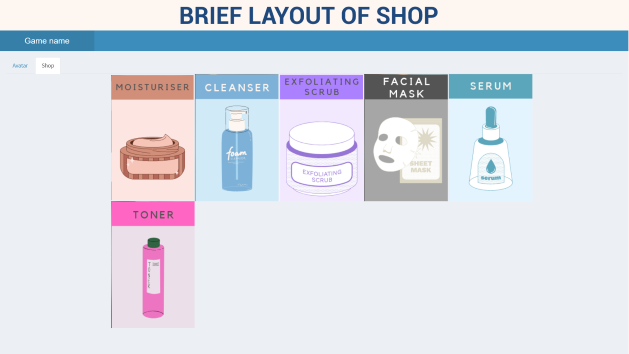 BRIEF LAYOUT OF SHOP
Game name
Avatar
Shop
MOISTURISER
CLEANSER
EXFOLIATING
SCRUB
FACIAL
MASK
SERUM
foam
EXFOLIATING
SCRUB
SHEET
MASK
serum
TONER